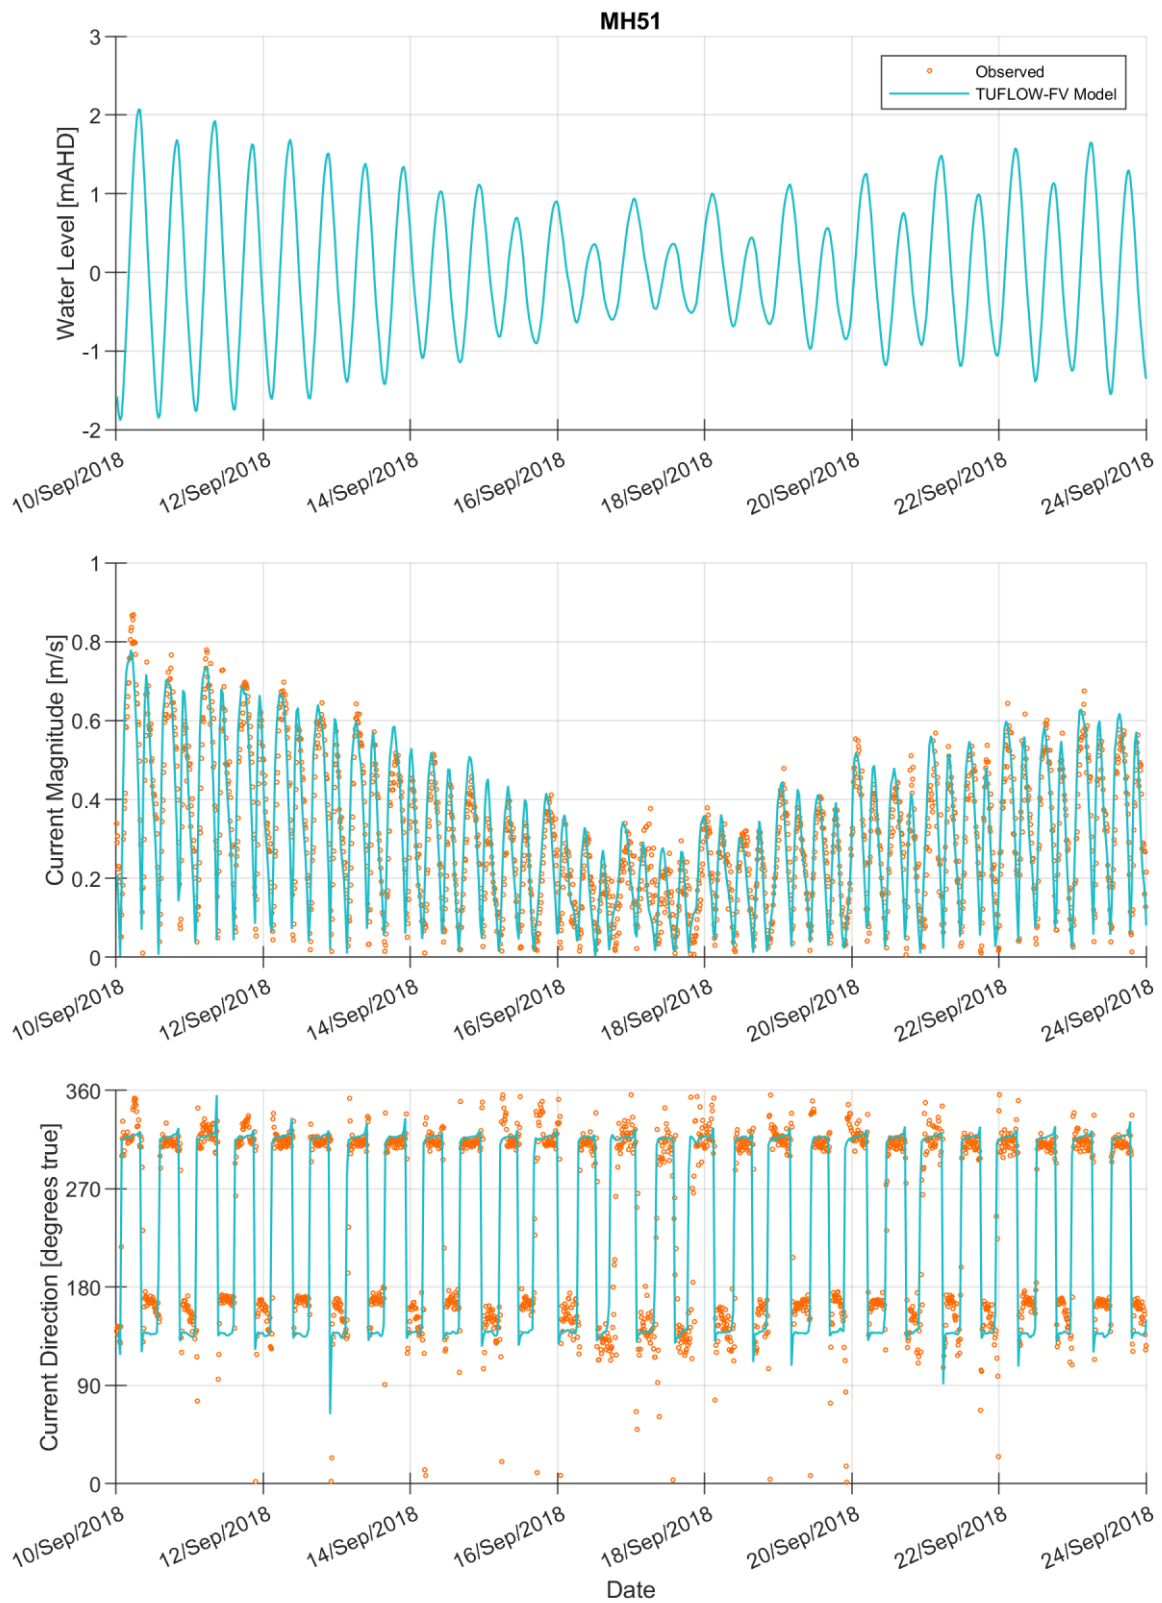 MH51
3
2
1
0
-1
-2
Water Level [mAHD]
Observed
TUFLOW-FV Model
10/Sep/2018
12/Sep/2018
14/Sep/2018
16/Sep/2018
18/Sep/2018
20/Sep/2018
22/Sep/2018
24/Sep/2018
1
0.8
0.6
0.4
0.2
0
Current Magnitude [m/s]
10/Sep/2018
12/Sep/2018
14/Sep/2018
16/Sep/2018
18/Sep/2018
20/Sep/2018
22/Sep/2018
24/Sep/2018
360
270
180
90
0
Current Direction [degrees true]
10/Sep/2018
12/Sep/2018
14/Sep/2018
16/Sep/2018
18/Sep/2018
20/Sep/2018
22/Sep/2018
24/Sep/2018
Date